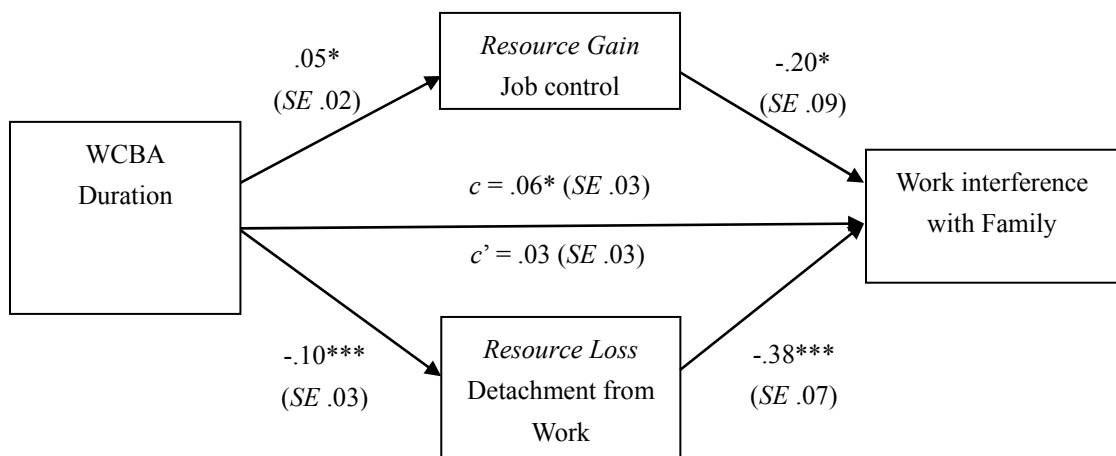 .05*
(SE .02)
Resource Gain
Job control
-.20*
(SE .09)
WCBA
Duration
c = .06* (SE .03)
c’ = .03 (SE .03)
Work interference
with Family
-.10***
(SE .03)
Resource Loss
Detachment from
Work
-.38***
(SE .07)